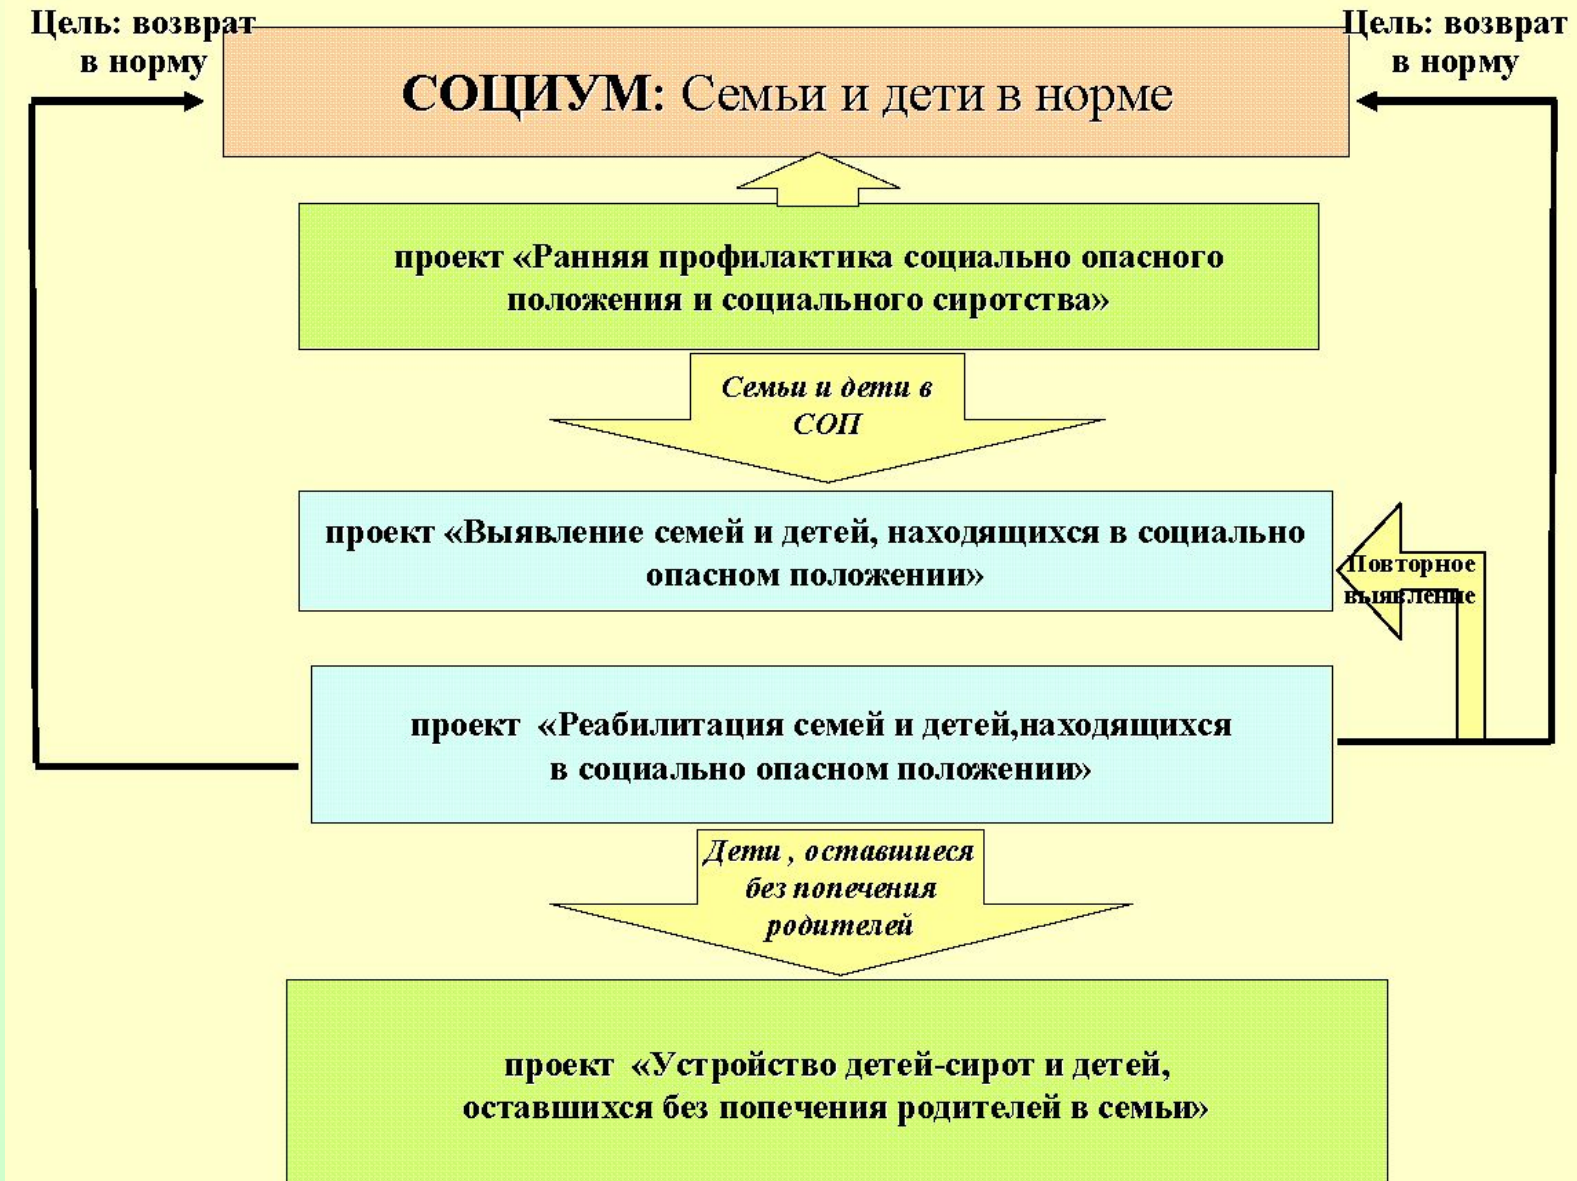 Цель: возврат
в норму
Цель: возврат
в норму
СОЦИУМ: Семьи и дети в норме
проект «Ранняя профилактика социально опасного
положения и социального сиротства»
Семьи и дети в
СОП
проект «Выявление семей и детей, находящихся в социально
опасном положении»
Повторное
выявление
проект «Реабилитация семей и детей,находящихся
в социально опасном положении»
Дети , оставшиеся
без попечения
родителей
проект «Устройство детей-сирот и детей,
оставшихся без попечения родителей в семьи»